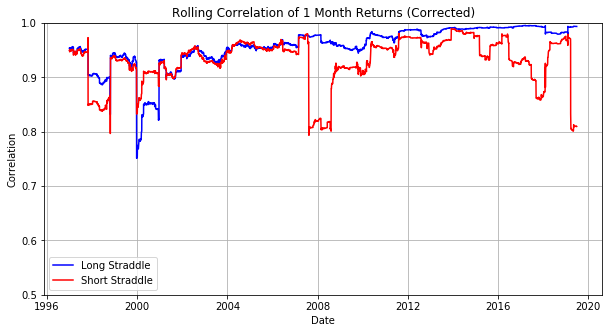 Rolling Correlation of 1 Month Returns (Corrected)
1.0
0.9
0.8
0.7
0.6
0.5
Correlation
Long Straddle
Short Straddle
1996 2000 2004 2008 2012 2016 2020
Date